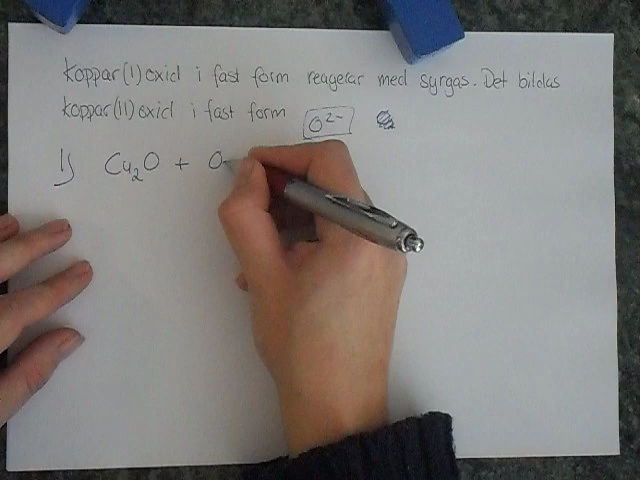 Koppar(I)oxid i fast form reagerar med syrgas. Det bildas
koppar(II)oxid i fast form
O²⁻
1) Cu₂O + O